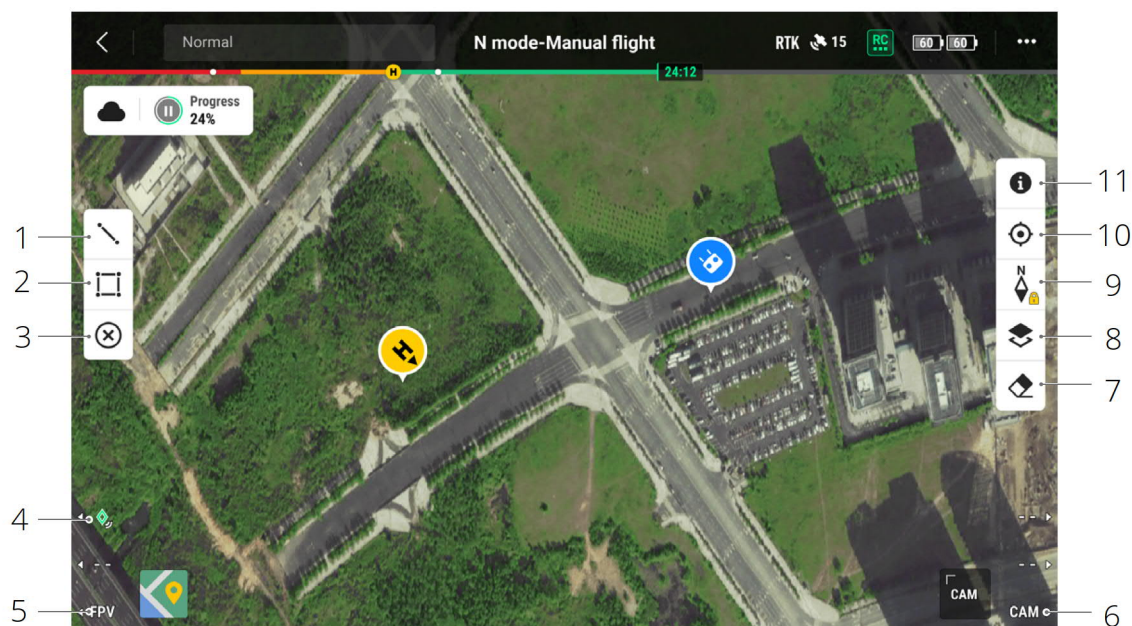 Normal
N mode-Manual flight
RTK 15
RC
60 60
H
24:12
Progress
24%
1
2
3
4
5
11
10
N
9
8
7
6
H
- -
- -
- -
FPV
CAM
CAM